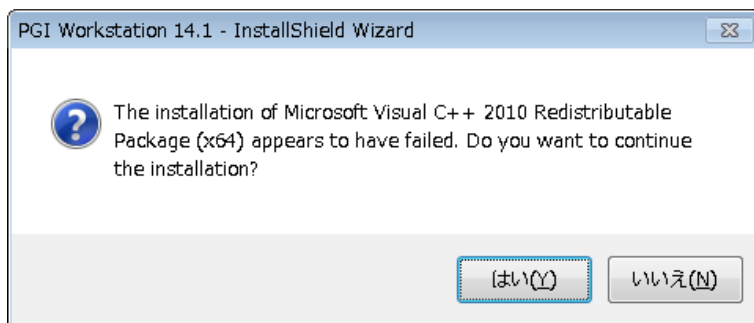 PGI Workstation 14.1 - InstallShield Wizard
The installation of Microsoft Visual C++ 2010 Redistributable
Package (x64) appears to have failed. Do you want to continue
the installation?
はい(Y)
いいえ(N)